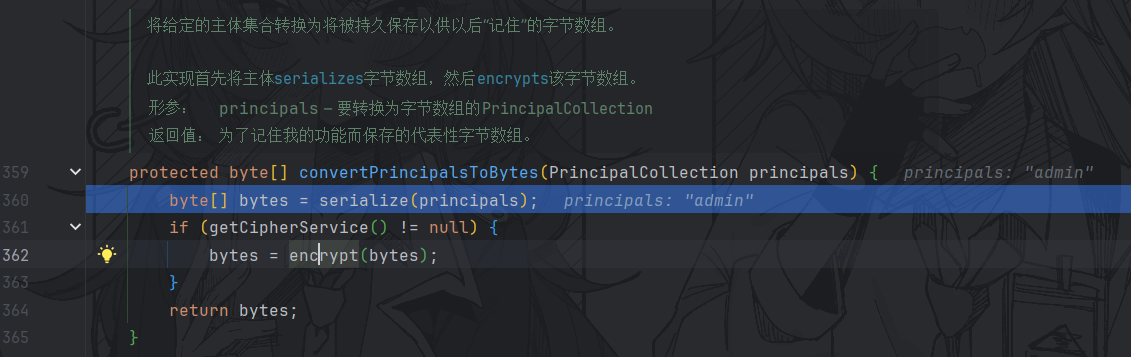 将给定的主体集合转换为将被持久保存以供以后“记住”的字节数组。
此实现首先将主体serializes字节数组，然后encrypts该字节数组。
形参： principals – 要转换为字节数组的PrincipalCollection
返回值： 为了记住我的功能而保存的代表性字节数组。
359 protected byte[] convertPrincipalsToBytes(PrincipalCollection principals) { principals: "admin"
360 byte[] bytes = serialize(principals); principals: "admin"
361 if (getCipherService() != null) {
362 bytes = encrypt(bytes);
363 }
364 return bytes;
365 }